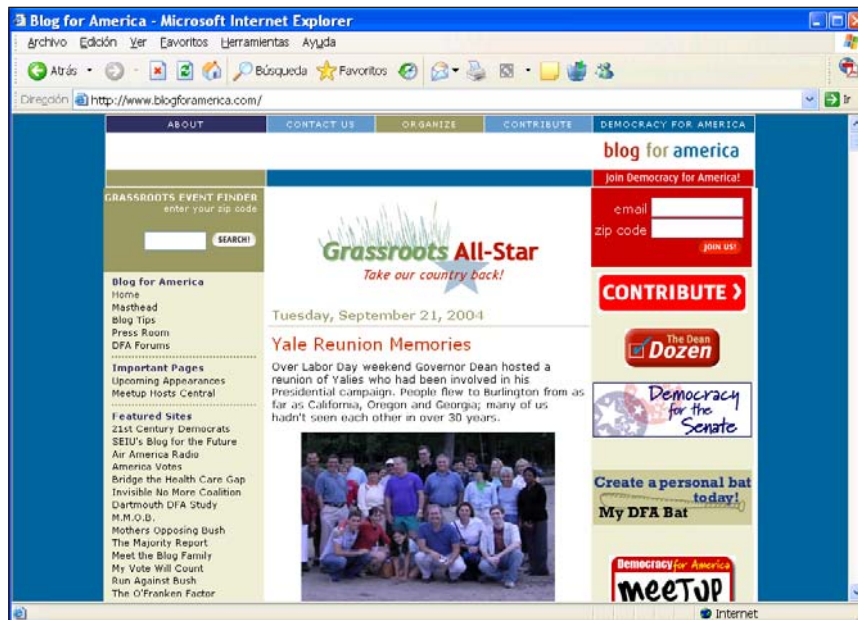 Blog for America - Microsoft Internet Explorer
Archivo Edición Ver Favoritos Herramientas Ayuda
Atrás Búsqueda Favoritos
Dirección http://www.blogforamerica.com/ Ir
ABOUT CONTACT US ORGANIZE CONTRIBUTE DEMOCRACY FOR AMERICA
blog for america
Join Democracy for America!
GRASSROOTS EVENT FINDER
enter your zip code
SEARCH!
Blog for America
Home
Masthead
Blog Tips
Press Room
DFA Forums
Important Pages
Upcoming Appearances
Meetup Hosts Central
Featured Sites
21st Century Democrats
SEIU's Blog for the Future
Air America Radio
America Votes
Bridge the Health Care Gap
Invisible No More Coalition
Dartmouth DFA Study
M.M.O.B.
Mothers Opposing Bush
The Majority Report
Meet the Blog Family
My Vote Will Count
Run Against Bush
The O'Franken Factor
Grassroots All-Star
Take our country back!
Tuesday, September 21, 2004
Yale Reunion Memories
Over Labor Day weekend Governor Dean hosted a
reunion of Yalies who had been involved in his
Presidential campaign. People flew to Burlington from as
far as California, Oregon and Georgia; many of us
hadn't seen each other in over 30 years.
email
zip code
JOIN US!
CONTRIBUTE
The Dean
Dozen
Democracy
for the
Senate
Create a personal bat
today!
My DFA Bat
Democracy for America
meetup
Internet